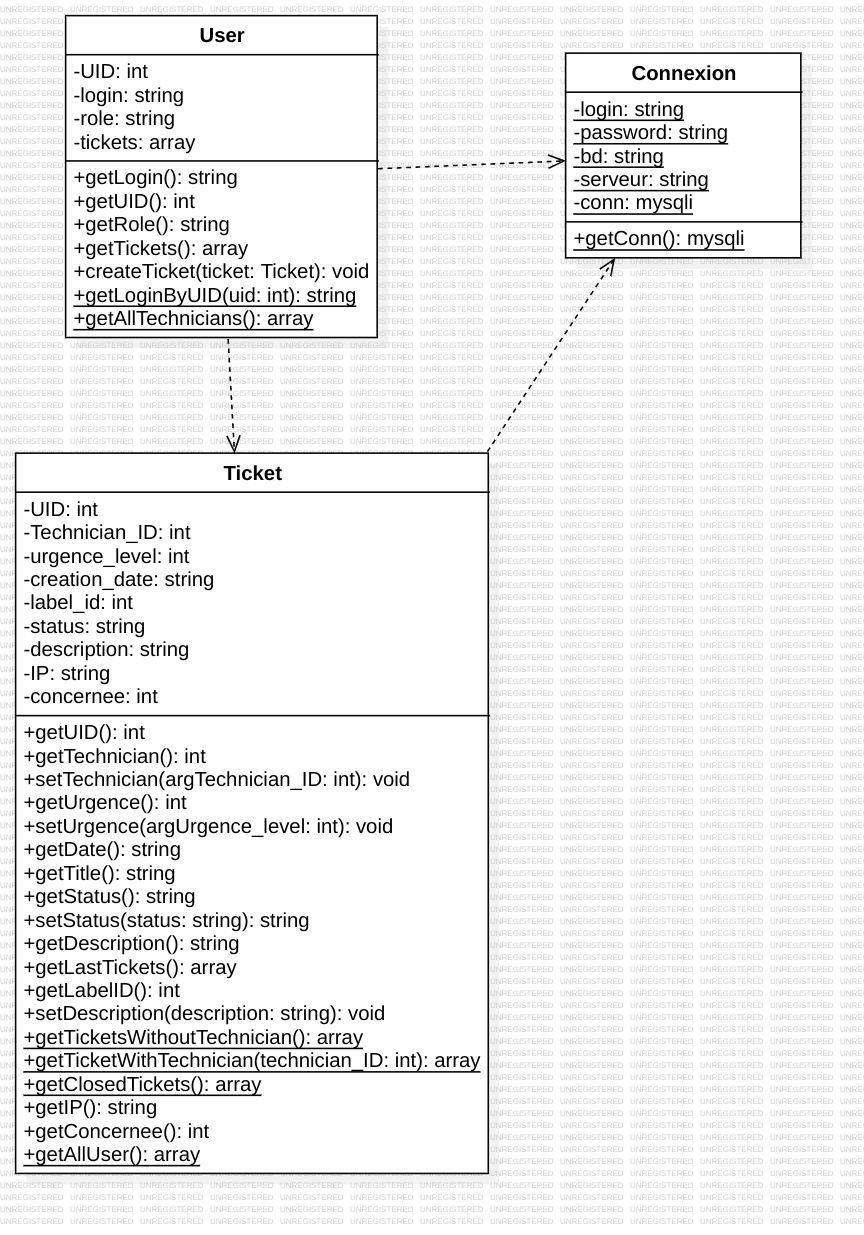 User
-UID: int
-login: string
-role: string
-tickets: array
+getLogin(): string
+getUID(): int
+getRole(): string
+getTickets(): array
+createTicket(ticket: Ticket): void
+getLoginByUID(uid: int): string
+getAllTechnicians(): array
Connexion
-login: string
-password: string
-bd: string
-serveur: string
-conn: mysqli
+getConn(): mysqli
Ticket
-UID: int
-Technician_ID: int
-urgence_level: int
-creation_date: string
-label_id: int
-status: string
-description: string
-IP: string
-concernee: int
+getUID(): int
+getTechnician(): int
+setTechnician(argTechnician_ID: int): void
+getUrgence(): int
+setUrgence(argUrgence_level: int): void
+getDate(): string
+getTitle(): string
+getStatus(): string
+setStatus(status: string): string
+getDescription(): string
+getLastTickets(): array
+getLabelID(): int
+setDescription(description: string): void
+getTicketsWithoutTechnician(): array
+getTicketWithTechnician(technician_ID: int): array
+getClosedTickets(): array
+getIP(): string
+getConcernee(): int
+getAllUser(): array
UNREGISTERED